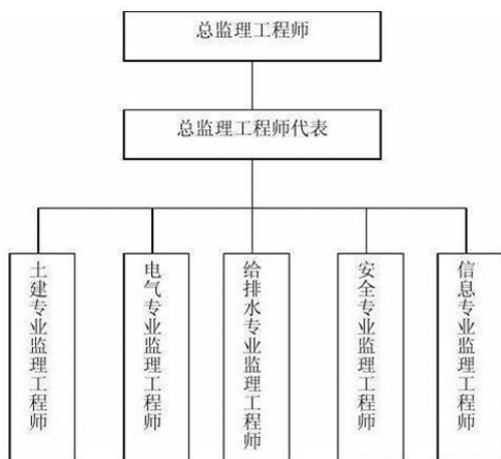 总监理工程师
总监理工程师代表
土建专业监理工程师
电气专业监理工程师
给排水专业监理工程师
安全专业监理工程师
信息专业监理工程师